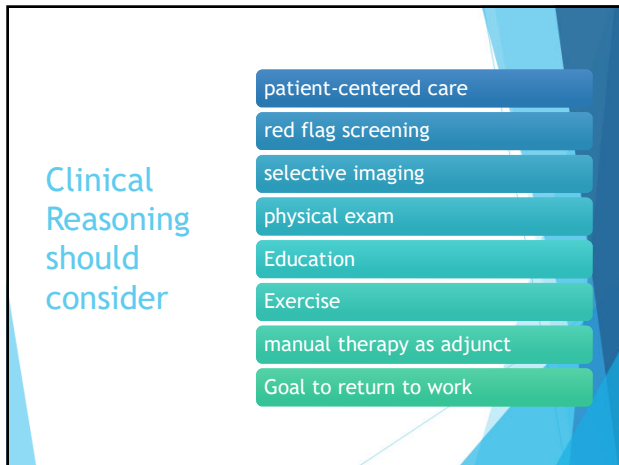 Clinical
Reasoning
should
consider
patient-centered care
red flag screening
selective imaging
physical exam
Education
Exercise
manual therapy as adjunct
Goal to return to work